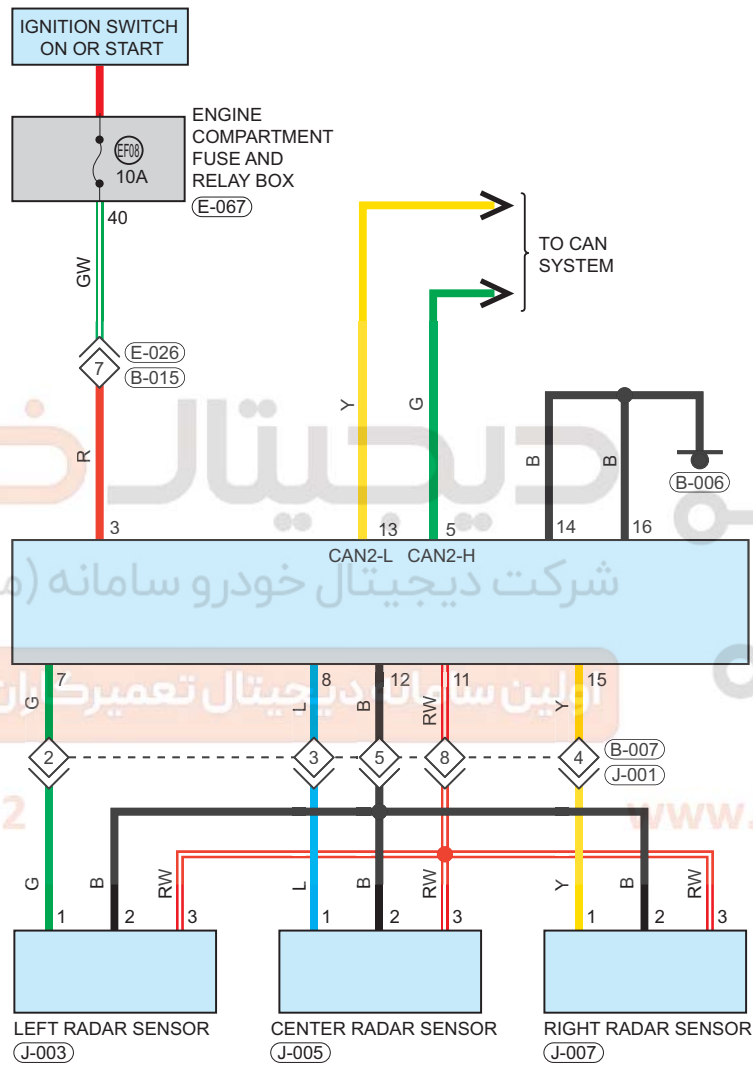 IGNITION SWITCH
ON OR START
ENGINE
COMPARTMENT
FUSE AND
RELAY BOX
E-067
EF08
10A
40
GW
TO CAN
SYSTEM
E-026
7
B-015
R
Y
G
B
B
B-006
دیجیتال
3
13
5
14
16
CAN2-L
CAN2-H
شرکت دیجیتال خودرو سامانه
7
8
12
11
15
G
L
B
RW
Y
اولین سامانه دیجیتال تعمیرکاران
2
3
5
8
4
B-007
J-001
2
www.
G
B
RW
L
B
RW
Y
B
RW
1
2
3
1
2
3
1
2
3
LEFT RADAR SENSOR
J-003
CENTER RADAR SENSOR
J-005
RIGHT RADAR SENSOR
J-007